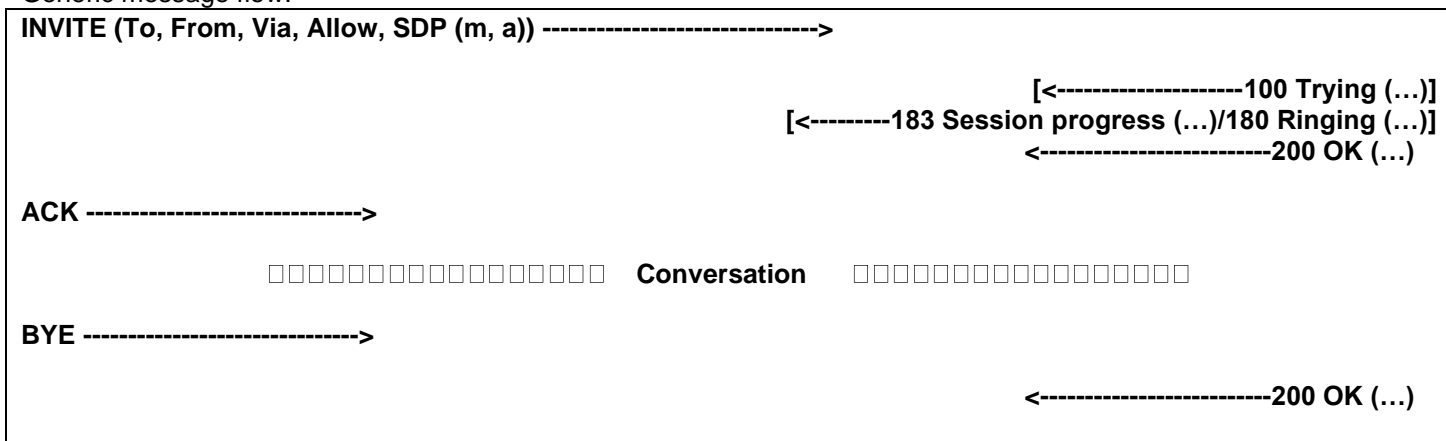 Generic message flow:
INVITE (To, From, Via, Allow, SDP (m, a)) ------------------------------->
[<---------------------100 Trying (…)]
[<---------183 Session progress (…)/180 Ringing (…)]
<--------------------------200 OK (…)
ACK ------------------------------->
□□□□□□□□□□□□□□□□□ Conversation □□□□□□□□□□□□□□□□□
BYE ------------------------------->
<--------------------------200 OK (…)